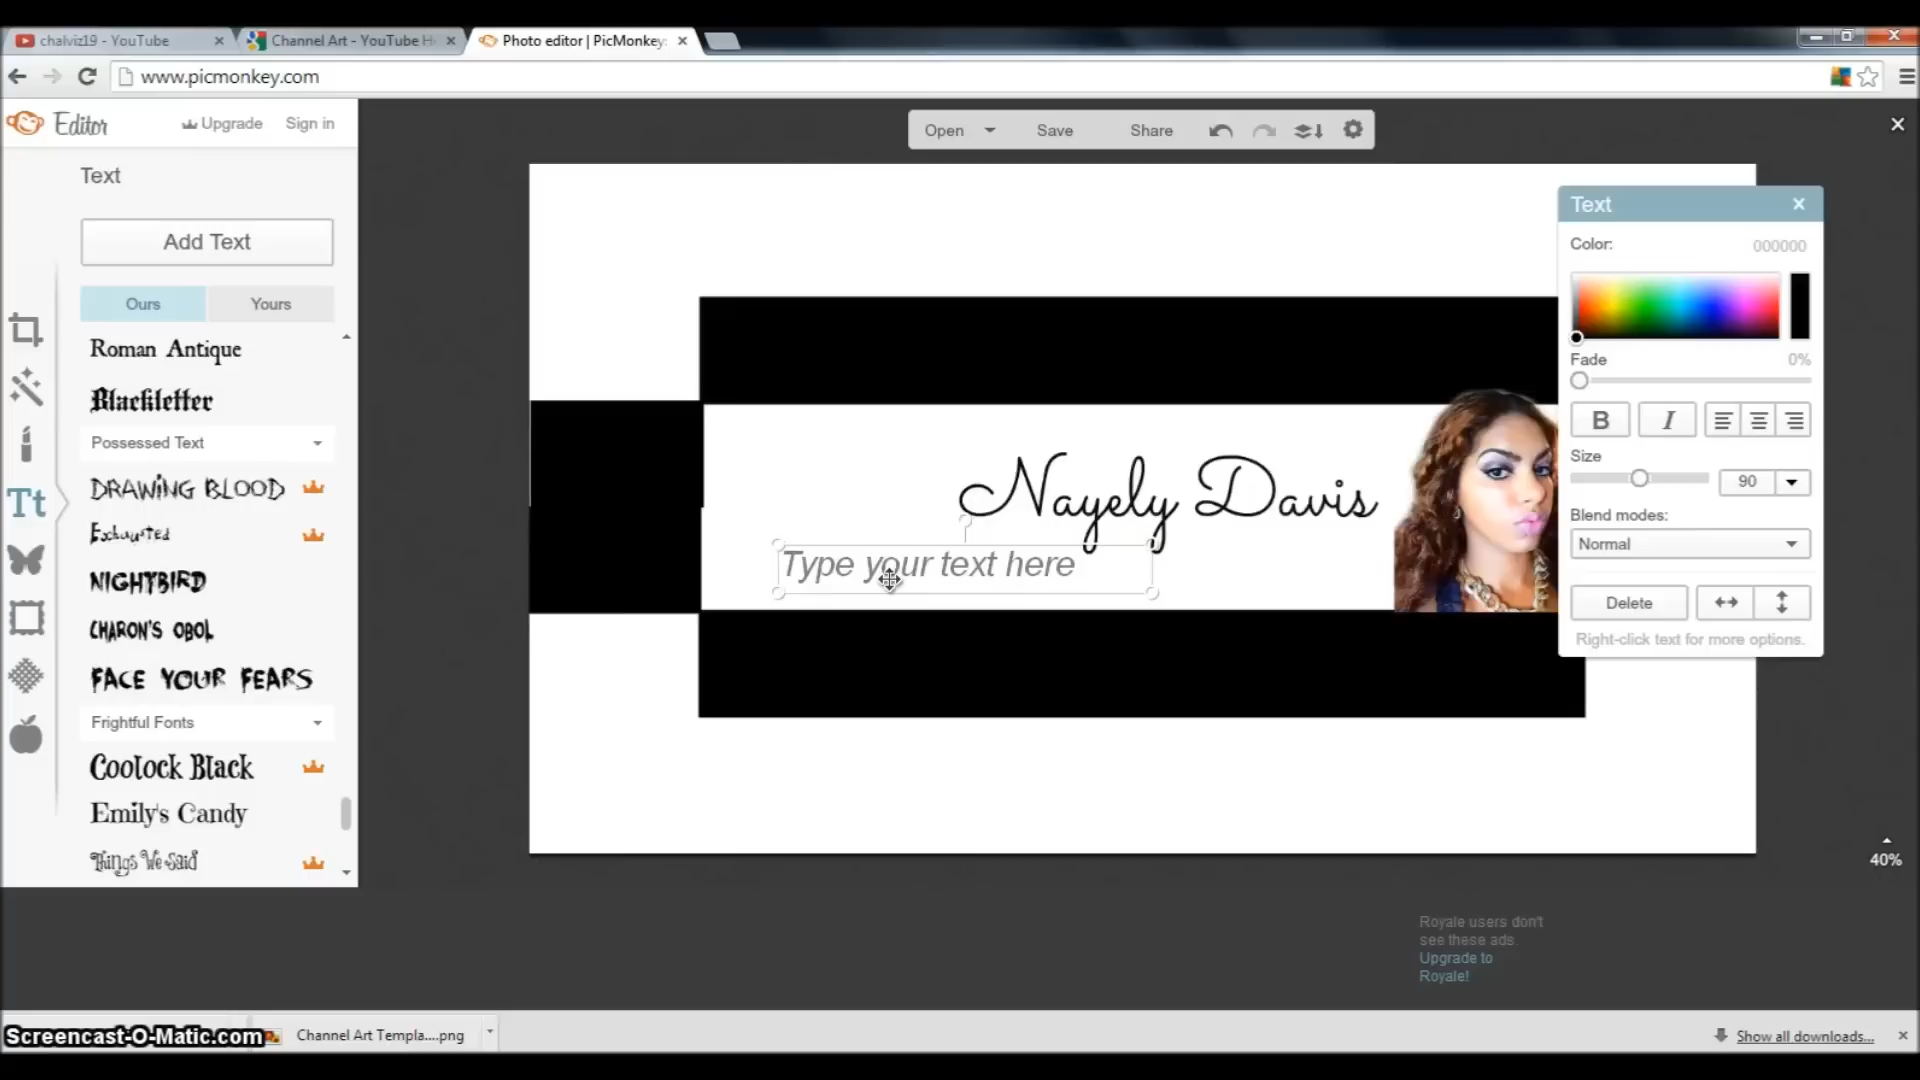 chalviz19 - YouTube
Channel Art - YouTube H
Photo editor | PicMonkey:
www.picmonkey.com
Editor
Upgrade
Sign in
Open
Save
Share
Text
Add Text
Ours
Yours
Roman Antique
Blackletter
Possessed Text
DRAWING BLOOD
Exhausted
NIGHTBIRD
CHARON'S OBOL
FACE YOUR FEARS
Frightful Fonts
Coolock Black
Emily's Candy
Things We Said
Tt
Nayely Davis
Type your text here
Text
Color:
000000
Fade
0%
B
I
Size
90
Blend modes:
Normal
Delete
Right-click text for more options.
40%
Royale users don't
see these ads.
Upgrade to
Royale!
Screencast-O-Matic.com
Channel Art Templa....png
Show all downloads...